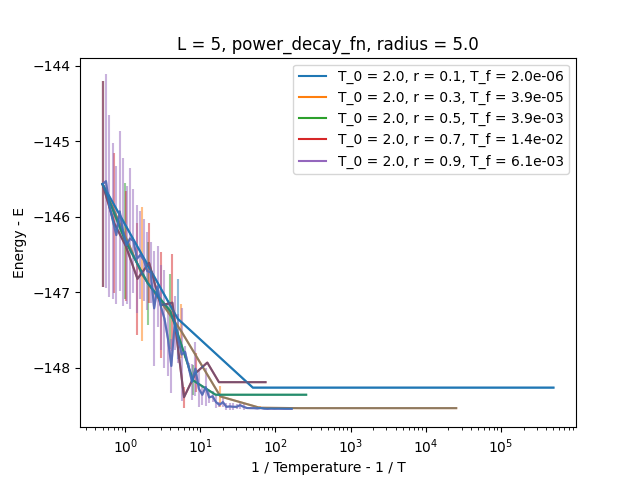 L = 5, power_decay_fn, radius = 5.0
T_0 = 2.0, r = 0.1, T_f = 2.0e-06
T_0 = 2.0, r = 0.3, T_f = 3.9e-05
T_0 = 2.0, r = 0.5, T_f = 3.9e-03
T_0 = 2.0, r = 0.7, T_f = 1.4e-02
T_0 = 2.0, r = 0.9, T_f = 6.1e-03
Energy - E
−144
−145
−146
−147
−148
10⁰ 10¹ 10² 10³ 10⁴ 10⁵
1 / Temperature - 1 / T